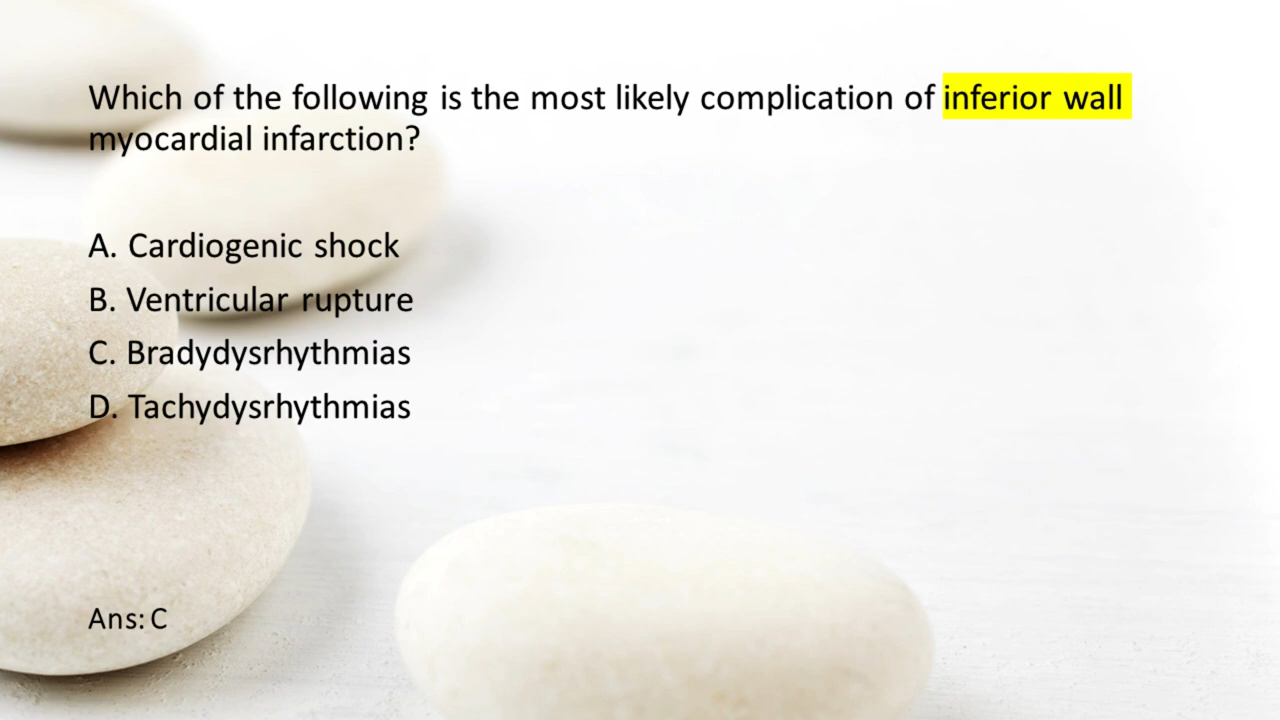 Which of the following is the most likely complication of inferior wall
myocardial infarction?
A. Cardiogenic shock
B. Ventricular rupture
C. Bradydysrhythmias
D. Tachydysrhythmias
Ans: C